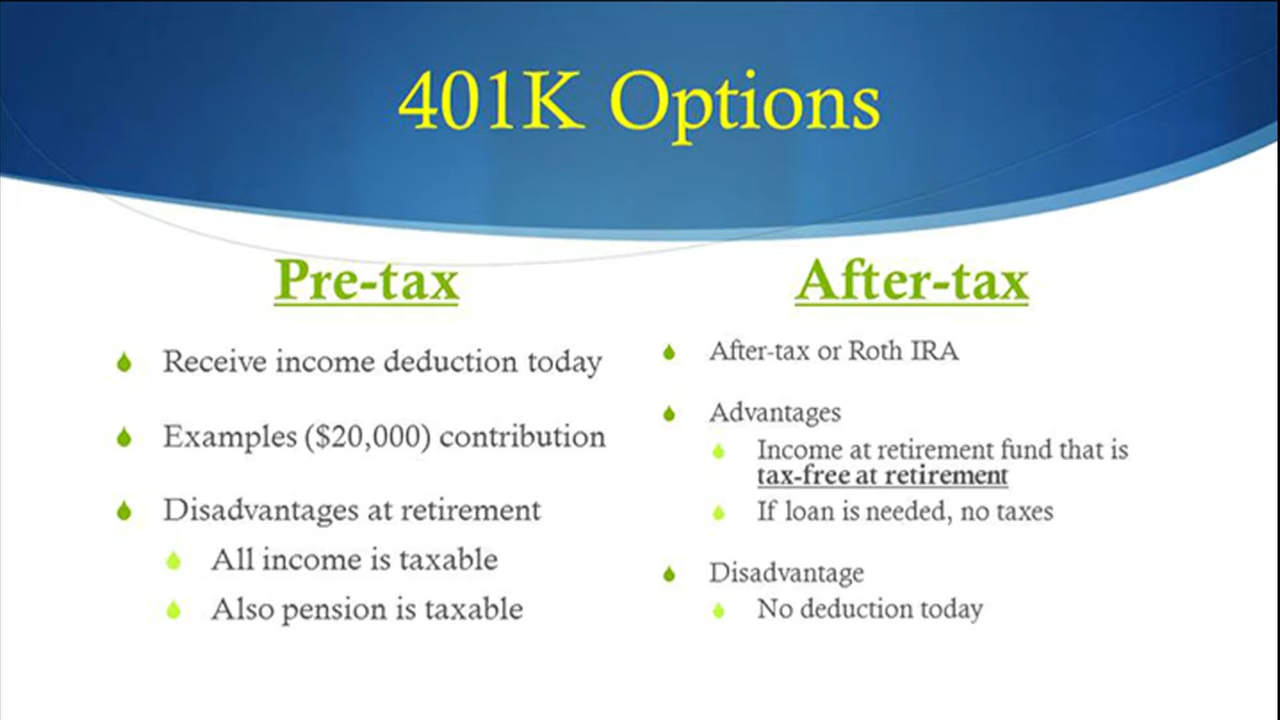 401K Options
Pre-tax
Receive income deduction today
Examples ($20,000) contribution
Disadvantages at retirement
All income is taxable
Also pension is taxable
After-tax
After-tax or Roth IRA
Advantages
Income at retirement fund that is
tax-free at retirement
If loan is needed, no taxes
Disadvantage
No deduction today